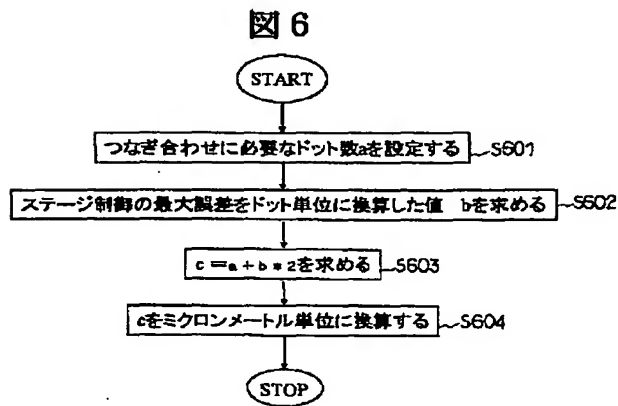 図 6
START
つなぎ合わせに必要なドット数aを設定する S601
ステージ制御の最大誤差をドット単位に換算した値 bを求める S602
c＝a＋b＊2を求める S603
cをミクロンメートル単位に換算する S604
STOP